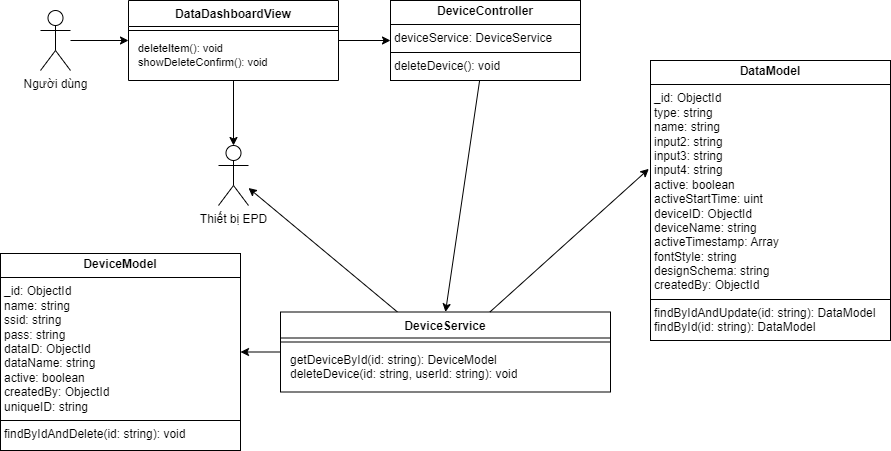 DataDashboardView
deleteItem(): void
showDeleteConfirm(): void
DeviceController
deviceService: DeviceService
deleteDevice(): void
Người dùng
DataModel
_id: ObjectId
type: string
name: string
input2: string
input3: string
input4: string
active: boolean
activeStartTime: uint
deviceID: ObjectId
deviceName: string
activeTimestamp: Array
fontStyle: string
designSchema: string
createdBy: ObjectId
findByIdAndUpdate(id: string): DataModel
findById(id: string): DataModel
Thiết bị EPD
DeviceModel
_id: ObjectId
name: string
ssid: string
pass: string
dataID: ObjectId
dataName: string
active: boolean
createdBy: ObjectId
uniqueID: string
findByIdAndDelete(id: string): void
DeviceService
getDeviceById(id: string): DeviceModel
deleteDevice(id: string, userId: string): void